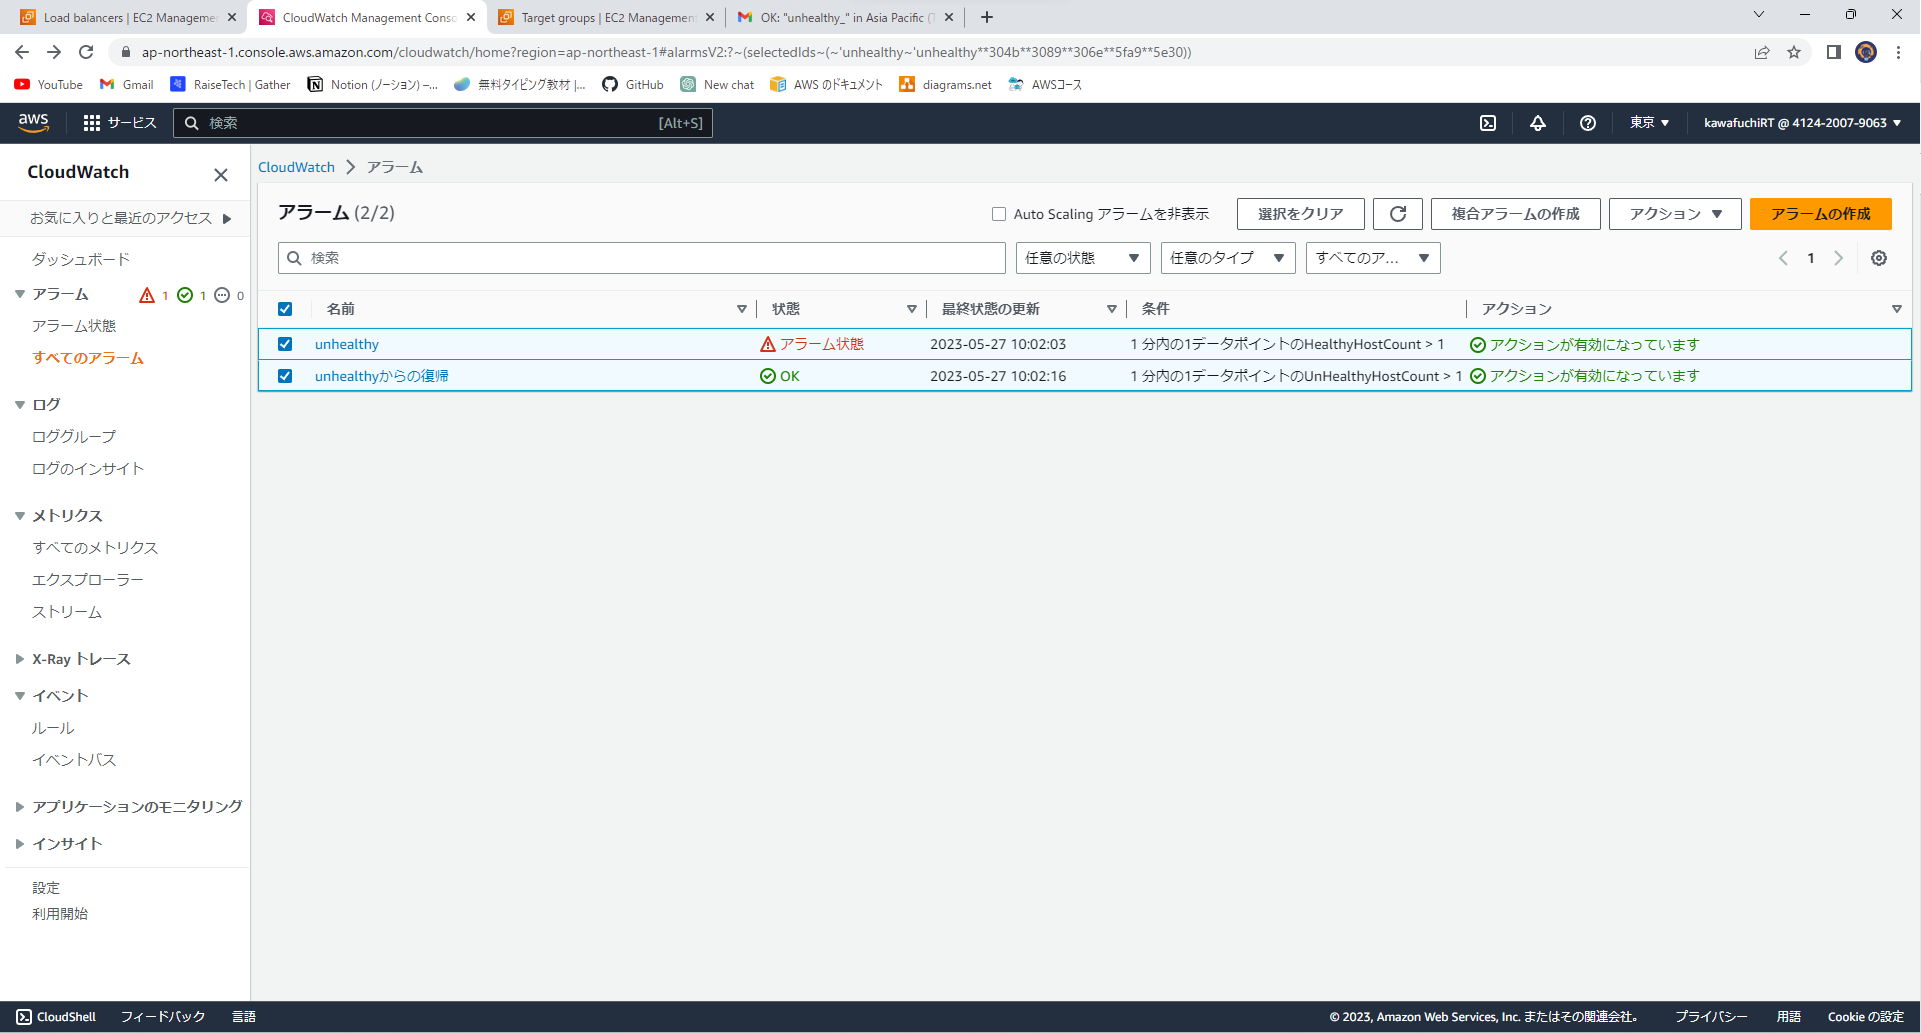 Load balancers | EC2 Managemen
CloudWatch Management Conso
Target groups | EC2 Management
OK: "unhealthy_" in Asia Pacific (T
ap-northeast-1.console.aws.amazon.com/cloudwatch/home?region=ap-northeast-1#alarmsV2:?~(selectedIds~(~'unhealthy~'unhealthy**304b**3089**306e**5fa9**5e30))
YouTube
Gmail
RaiseTech | Gather
Notion (ノーション) –...
無料タイピング教材 |...
GitHub
New chat
AWS のドキュメント
diagrams.net
AWSコース
aws
サービス
検索
[Alt+S]
東京
kawafuchiRT @ 4124-2007-9063
CloudWatch
お気に入りと最近のアクセス
ダッシュボード
アラーム 1 1 0
アラーム状態
すべてのアラーム
ログ
ロググループ
ログのインサイト
メトリクス
すべてのメトリクス
エクスプローラー
ストリーム
X-Ray トレース
イベント
ルール
イベントバス
アプリケーションのモニタリング
インサイト
設定
利用開始
CloudWatch アラーム
アラーム (2/2)
Auto Scaling アラームを非表示
選択をクリア
複合アラームの作成
アクション
アラームの作成
検索
任意の状態
任意のタイプ
すべてのア...
1
名前 状態 最終状態の更新 条件 アクション
unhealthy アラーム状態 2023-05-27 10:02:03 1 分内の1データポイントのHealthyHostCount > 1 アクションが有効になっています
unhealthyからの復帰 OK 2023-05-27 10:02:16 1 分内の1データポイントのUnHealthyHostCount > 1 アクションが有効になっています
CloudShell フィードバック 言語
© 2023, Amazon Web Services, Inc. またはその関連会社。 プライバシー 用語 Cookie の設定